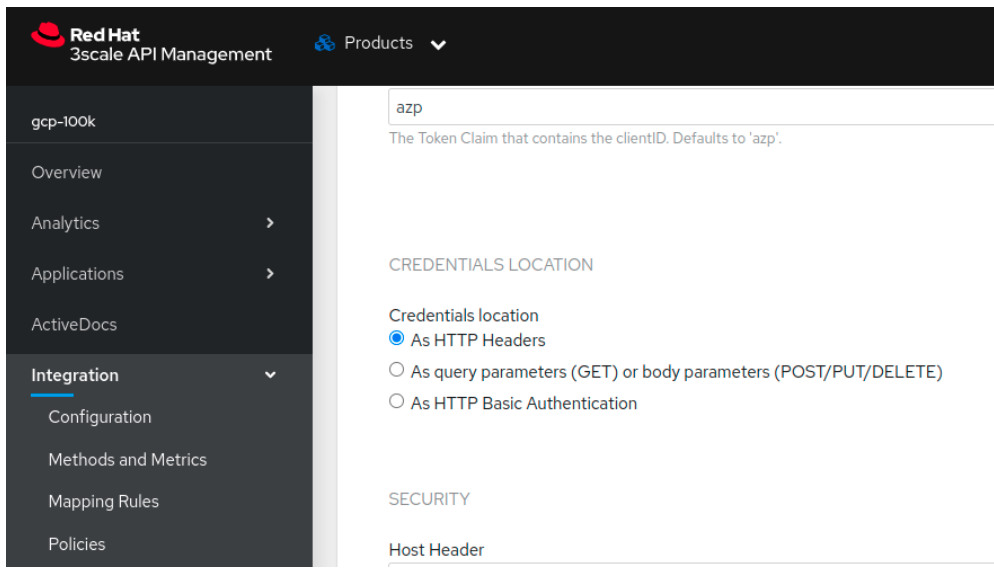 Red Hat
3scale API Management
Products
gcp-100k
Overview
Analytics
Applications
ActiveDocs
Integration
Configuration
Methods and Metrics
Mapping Rules
Policies
azp
The Token Claim that contains the clientID. Defaults to 'azp'.
CREDENTIALS LOCATION
Credentials location
As HTTP Headers
As query parameters (GET) or body parameters (POST/PUT/DELETE)
As HTTP Basic Authentication
SECURITY
Host Header